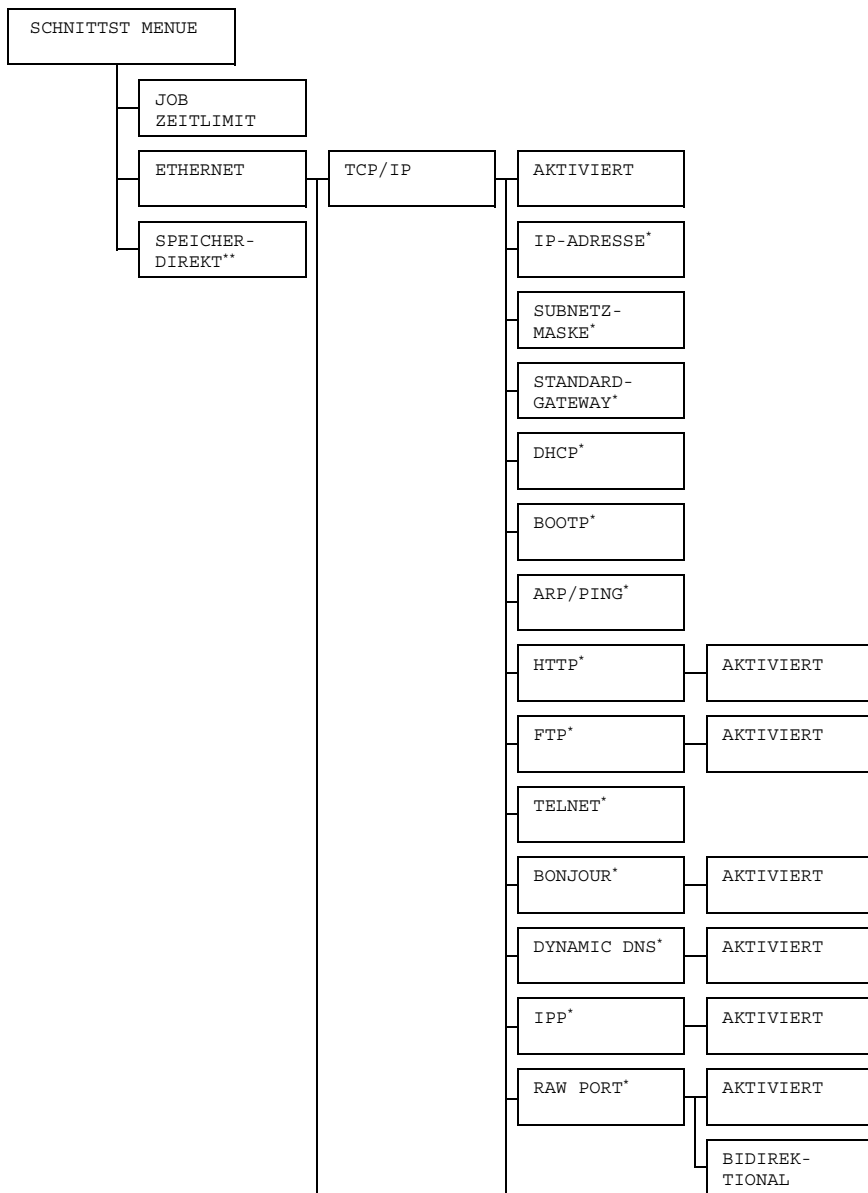 SCHNITTST MENUE
JOB
ZEITLIMIT
ETHERNET
TCP/IP
AKTIVIERT
SPEICHER-
DIREKT**
IP-ADRESSE*
SUBNETZ-
MASKE*
STANDARD-
GATEWAY*
DHCP*
BOOTP*
ARP/PING*
HTTP*
AKTIVIERT
FTP*
AKTIVIERT
TELNET*
BONJOUR*
AKTIVIERT
DYNAMIC DNS*
AKTIVIERT
IPP*
AKTIVIERT
RAW PORT*
AKTIVIERT
BIDIREK-
TIONAL